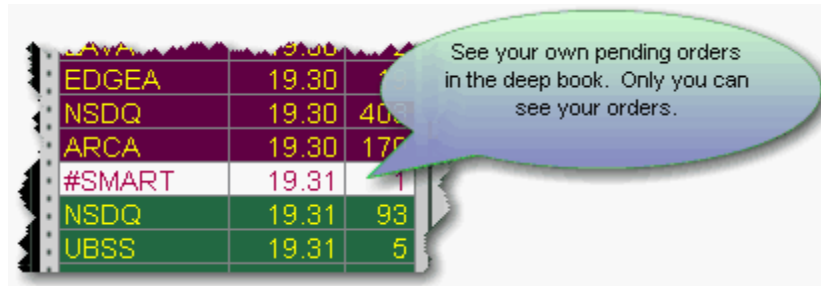 See your own pending orders
in the deep book. Only you can
see your orders.
EDGEA 19.30
NSDQ 19.30
ARCA 19.30
#SMART 19.31 1
NSDQ 19.31 93
UBSS 19.31 5